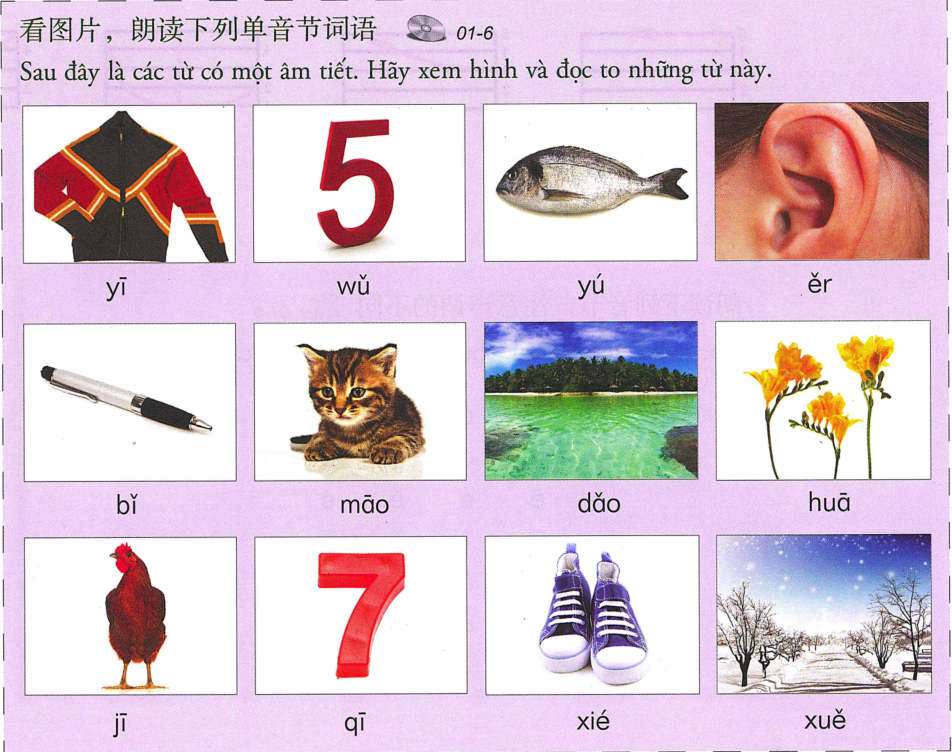 看图片，朗读下列单音节词语 01-6
Sau đây là các từ có một âm tiết. Hãy xem hình và đọc to những từ này.
5
yī wǔ yú ěr
bǐ māo dǎo huā
7
jī qī xié xuě